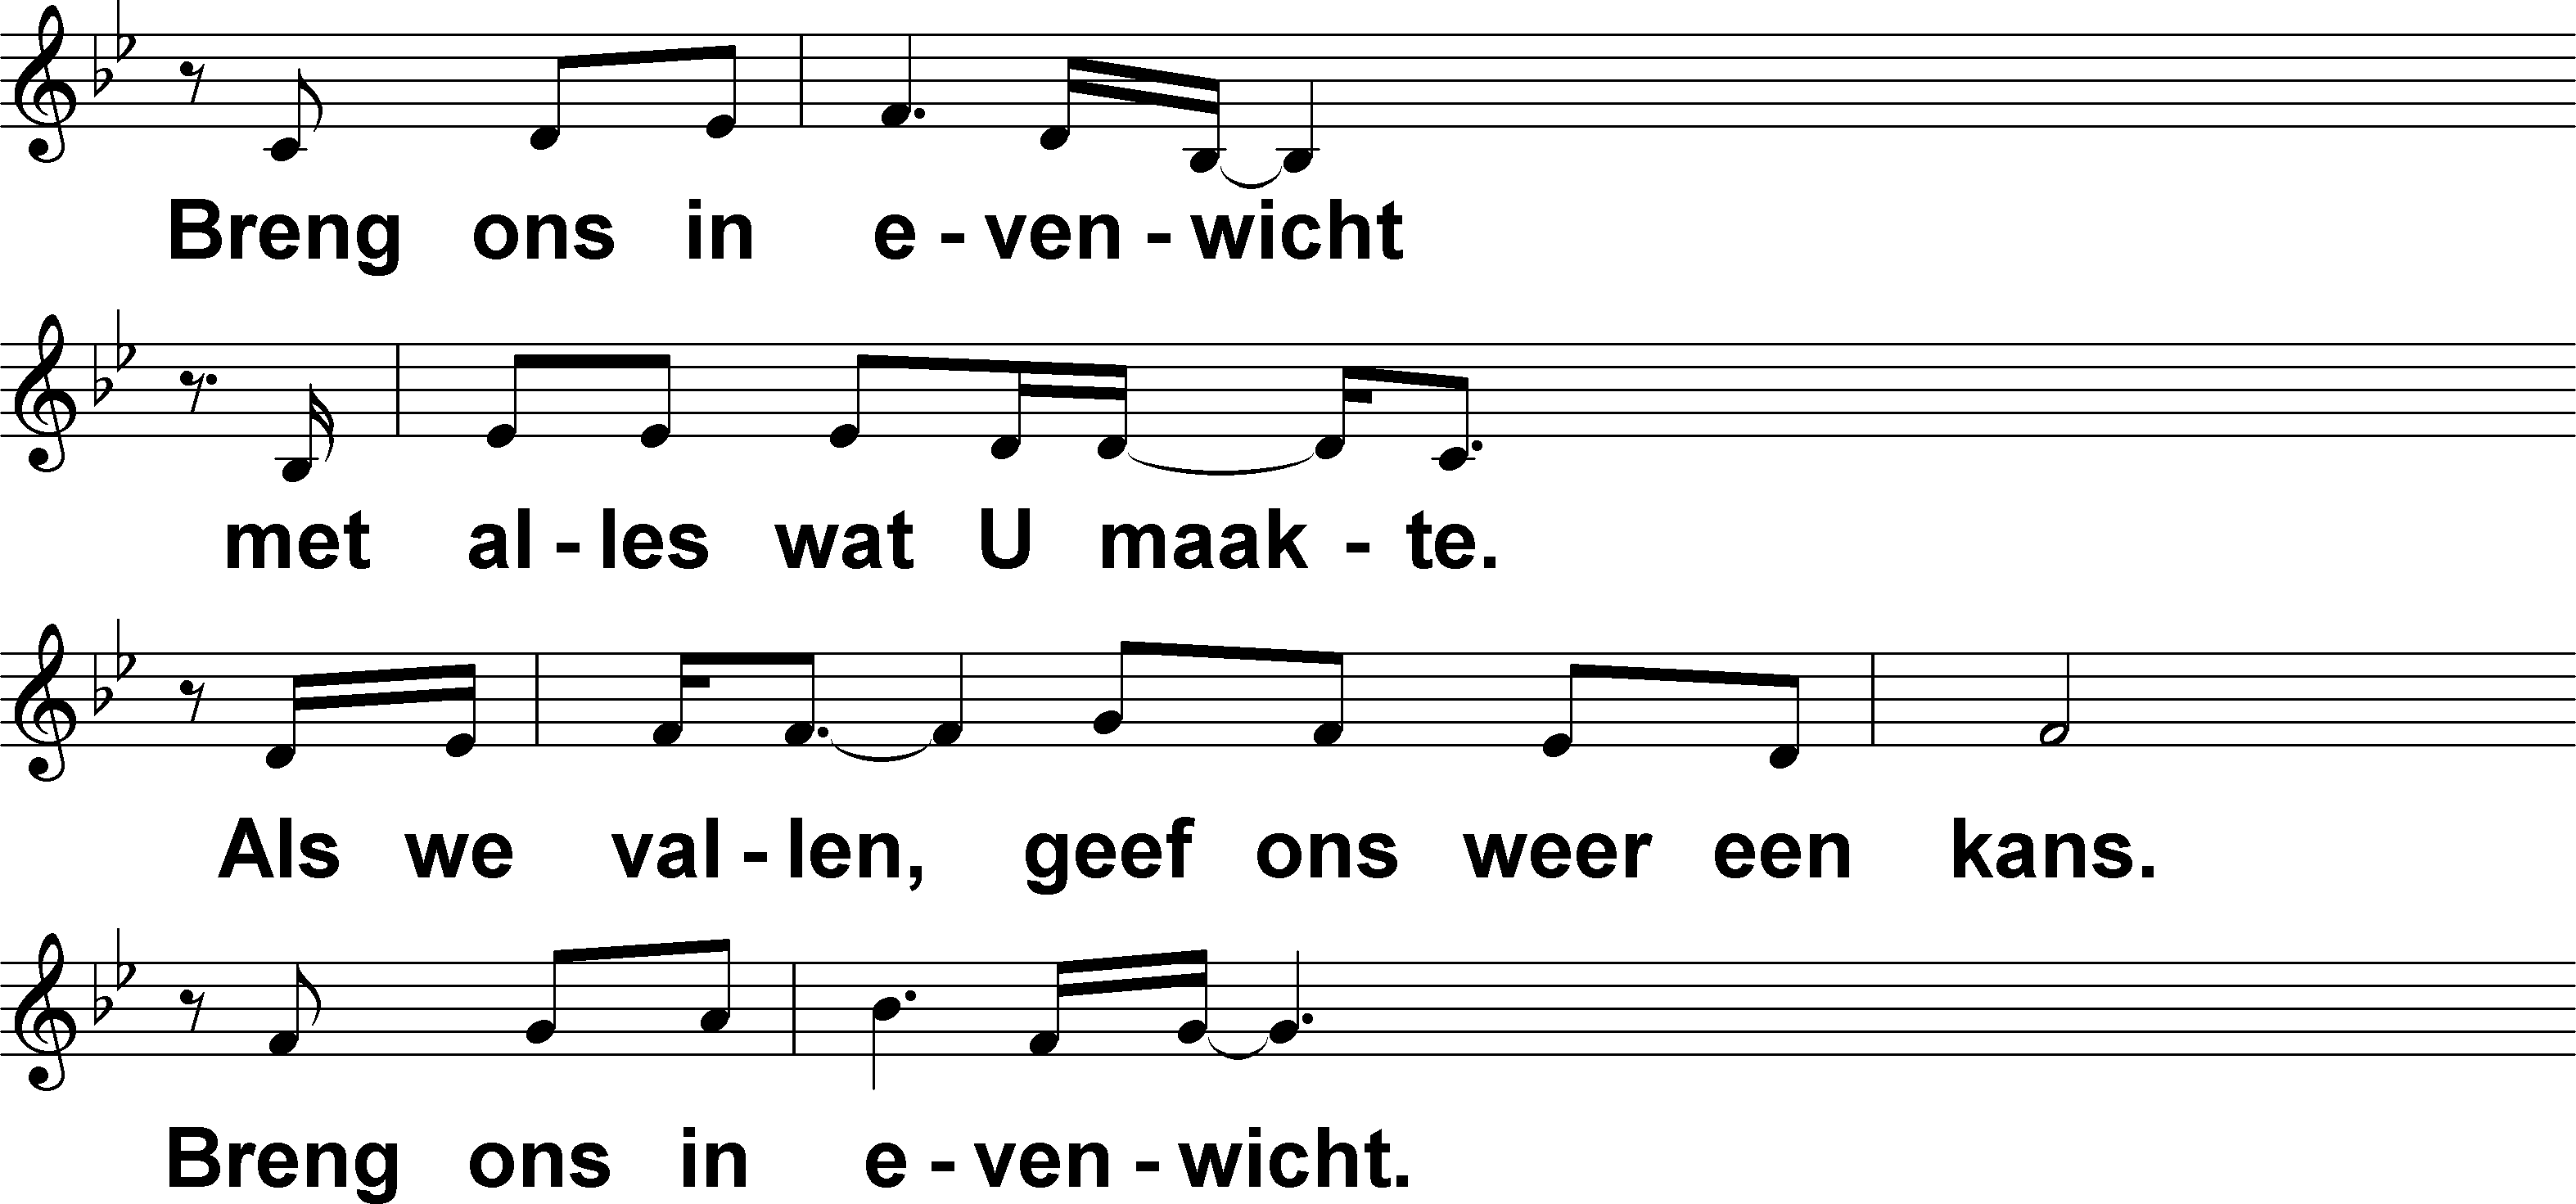 Breng ons in e - ven - wicht
met al - les wat U maak - te.
Als we val - len, geef ons weer een kans.
Breng ons in e - ven - wicht.